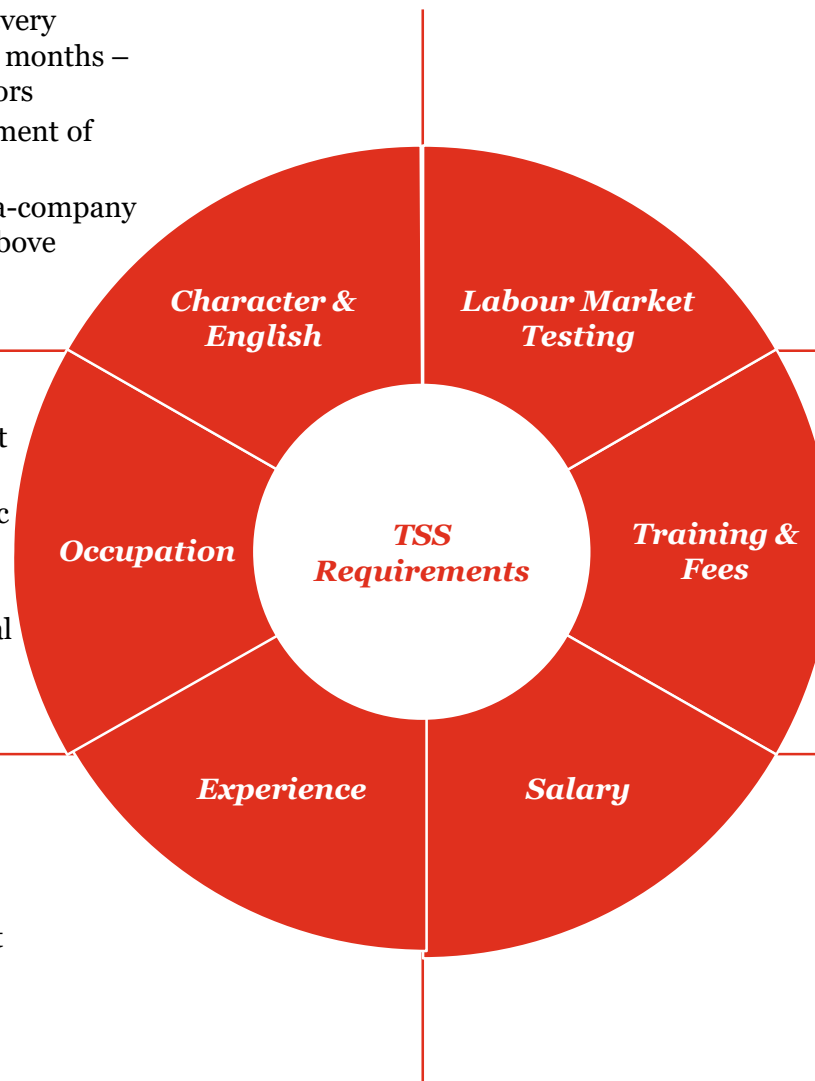 very
months –
ors
ment of
a-company
bove
Character &
English
Labour Market
Testing
t
c
al
Occupation
TSS
Requirements
Training &
Fees
Experience
Salary
t